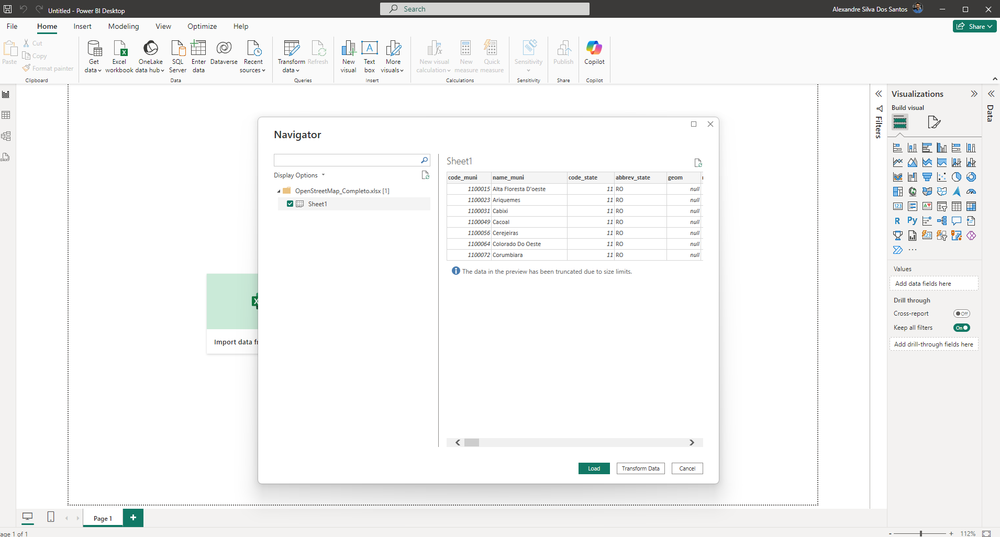 Untitled - Power BI Desktop
Search
Alexandre Silva Dos Santos
File Home Insert Modeling View Optimize Help
Share
Paste
Cut
Copy
Format painter
Clipboard
Get data
Excel workbook
OneLake data hub
SQL Server
Enter data
Dataverse
Recent sources
Data
Transform data
Refresh
Queries
New visual
Text box
A
More visuals
Insert
New visual calculation
New measure
Quick measure
Calculations
Sensitivity
Sensitivity
Publish
Share
Copilot
Copilot
DAX
Navigator
Display Options
OpenStreetMap_Completo.xlsx [1]
Sheet1
Sheet1
code_muni name_muni code_state abbrev_state geom
1100015 Alta Floresta D'oeste 11 RO null
1100023 Ariquemes 11 RO null
1100031 Cabixi 11 RO null
1100049 Cacoal 11 RO null
1100056 Cerejeiras 11 RO null
1100064 Colorado Do Oeste 11 RO null
1100072 Corumbiara 11 RO null
The data in the preview has been truncated due to size limits.
Load
Transform Data
Cancel
Import data fr
Filters
Visualizations
Build visual
123
R
Py
123
Values
Add data fields here
Drill through
Cross-report
Off
Keep all filters
On
Add drill-through fields here
Data
Page 1
+
age 1 of 1
- + 112%